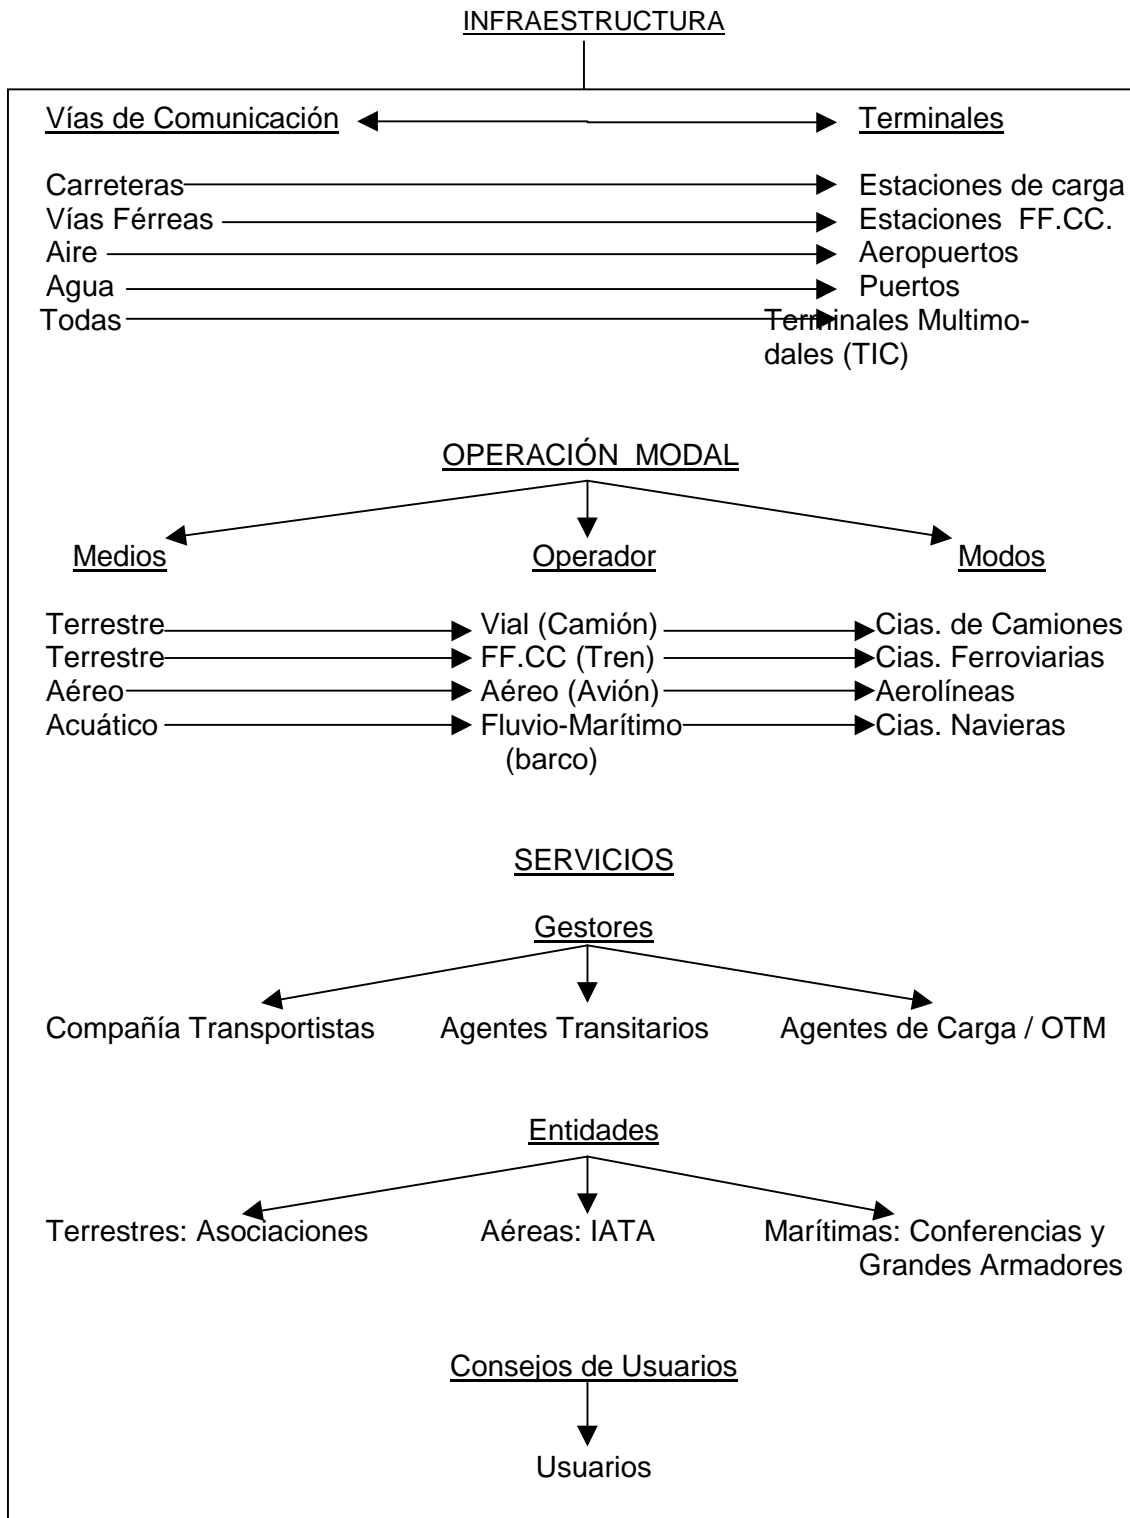 INFRAESTRUCTURA
Vías de Comunicación Terminales
Carreteras Estaciones de carga
Vías Férreas Estaciones FF.CC.
Aire Aeropuertos
Agua Puertos
Todas Terminales Multimo-
dales (TIC)
OPERACIÓN MODAL
Medios Operador Modos
Terrestre Vial (Camión) Cias. de Camiones
Terrestre FF.CC (Tren) Cias. Ferroviarias
Aéreo Aéreo (Avión) Aerolíneas
Acuático Fluvio-Marítimo Cias. Navieras
(barco)
SERVICIOS
Gestores
Compañía Transportistas Agentes Transitarios Agentes de Carga / OTM
Entidades
Terrestres: Asociaciones Aéreas: IATA Marítimas: Conferencias y
Grandes Armadores
Consejos de Usuarios
Usuarios